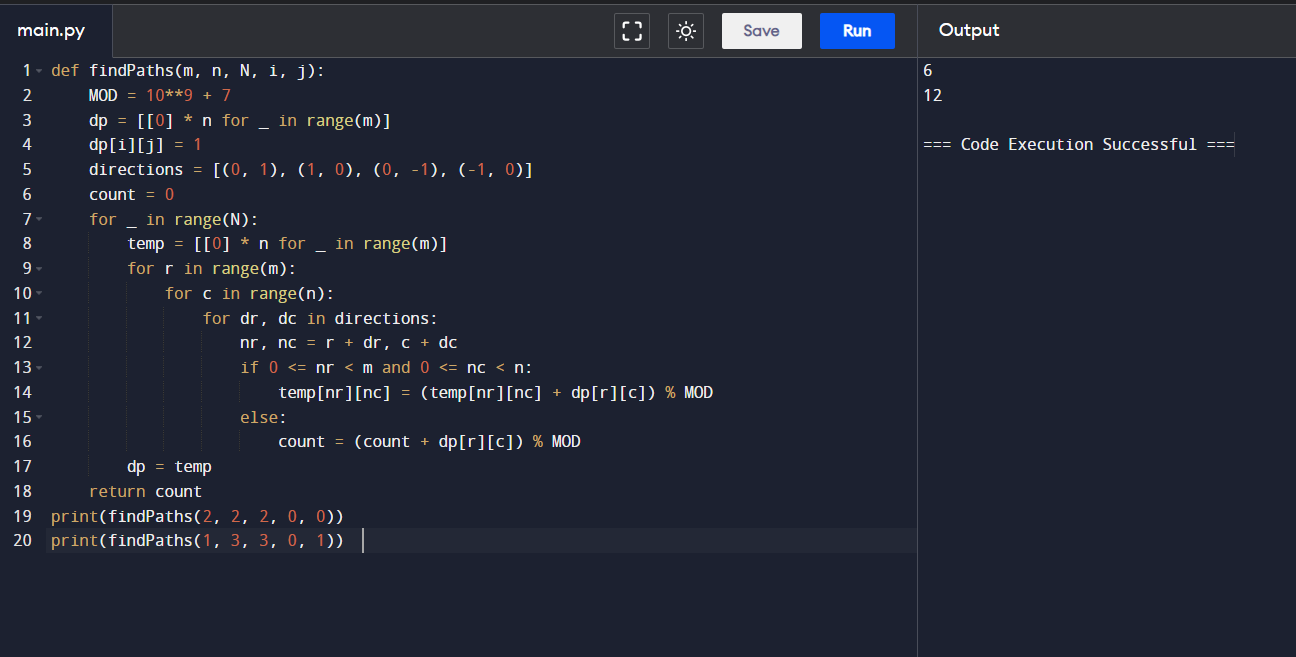 main.py
Save
Run
Output
1 def findPaths(m, n, N, i, j):
2     MOD = 10**9 + 7
3     dp = [[0] * n for _ in range(m)]
4     dp[i][j] = 1
5     directions = [(0, 1), (1, 0), (0, -1), (-1, 0)]
6     count = 0
7     for _ in range(N):
8         temp = [[0] * n for _ in range(m)]
9         for r in range(m):
10             for c in range(n):
11                 for dr, dc in directions:
12                     nr, nc = r + dr, c + dc
13                     if 0 <= nr < m and 0 <= nc < n:
14                         temp[nr][nc] = (temp[nr][nc] + dp[r][c]) % MOD
15                     else:
16                         count = (count + dp[r][c]) % MOD
17         dp = temp
18     return count
19 print(findPaths(2, 2, 2, 0, 0))
20 print(findPaths(1, 3, 3, 0, 1))
6
12
=== Code Execution Successful ===